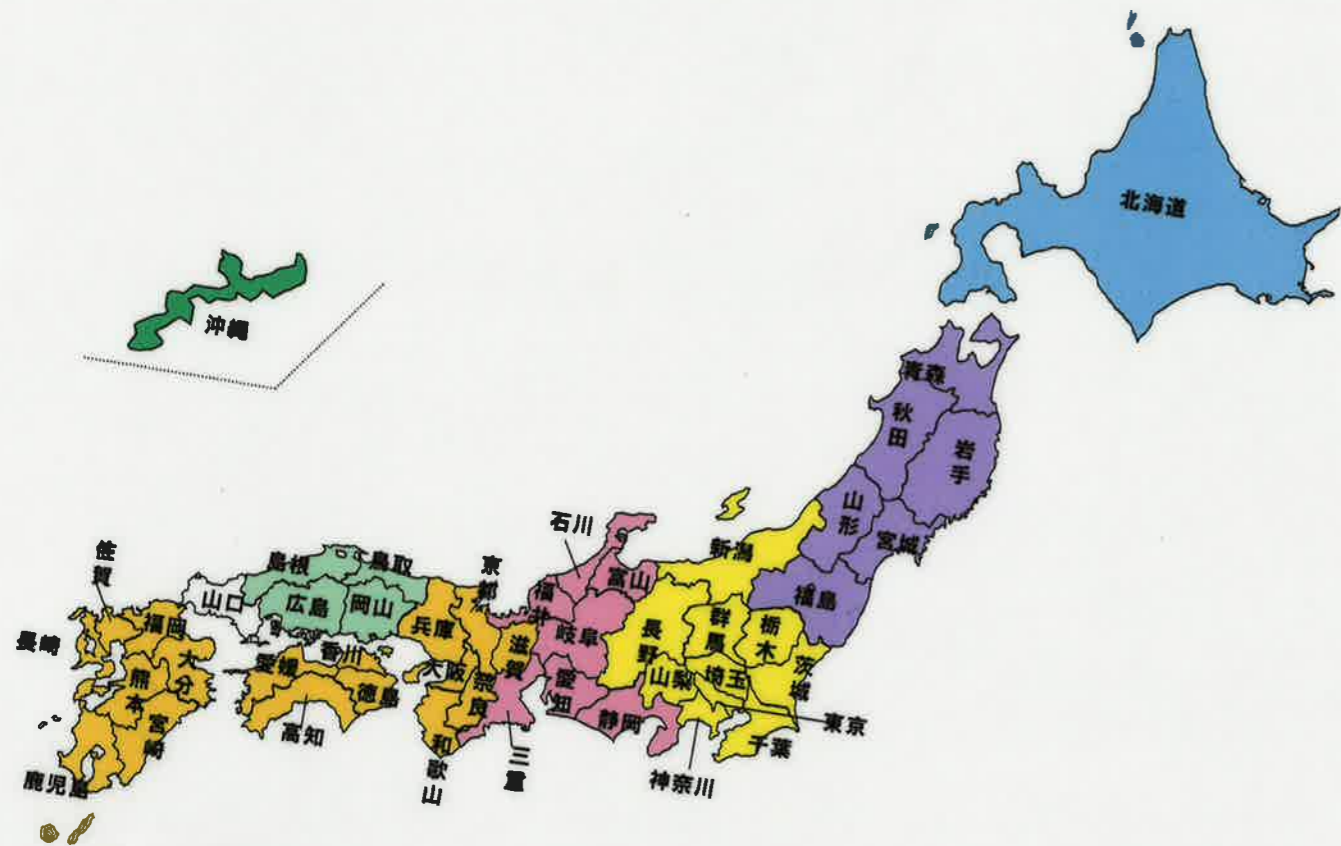 北海道
沖縄
青森
秋田
岩手
山形
宮城
福島
新潟
石川
富山
福井
岐阜
長野
群馬
栃木
茨城
埼玉
山梨
東京
千葉
神奈川
静岡
愛知
三重
滋賀
京都
兵庫
大阪
奈良
和歌山
鳥取
島根
岡山
広島
山口
香川
愛媛
徳島
高知
福岡
佐賀
長崎
大分
熊本
宮崎
鹿児島